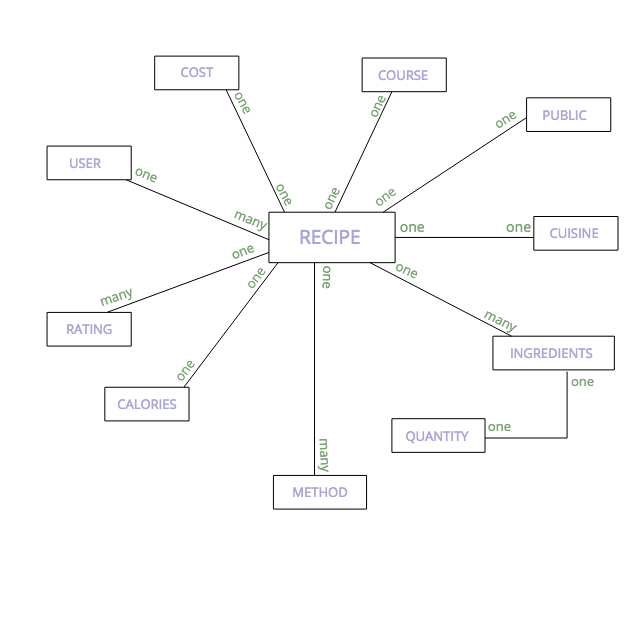 COST
COURSE
one
one
PUBLIC
one
USER
one
one
one
one
many
RECIPE
one
one
CUISINE
one
one
one
one
many
many
RATING
INGREDIENTS
one
one
CALORIES
one
QUANTITY
many
METHOD